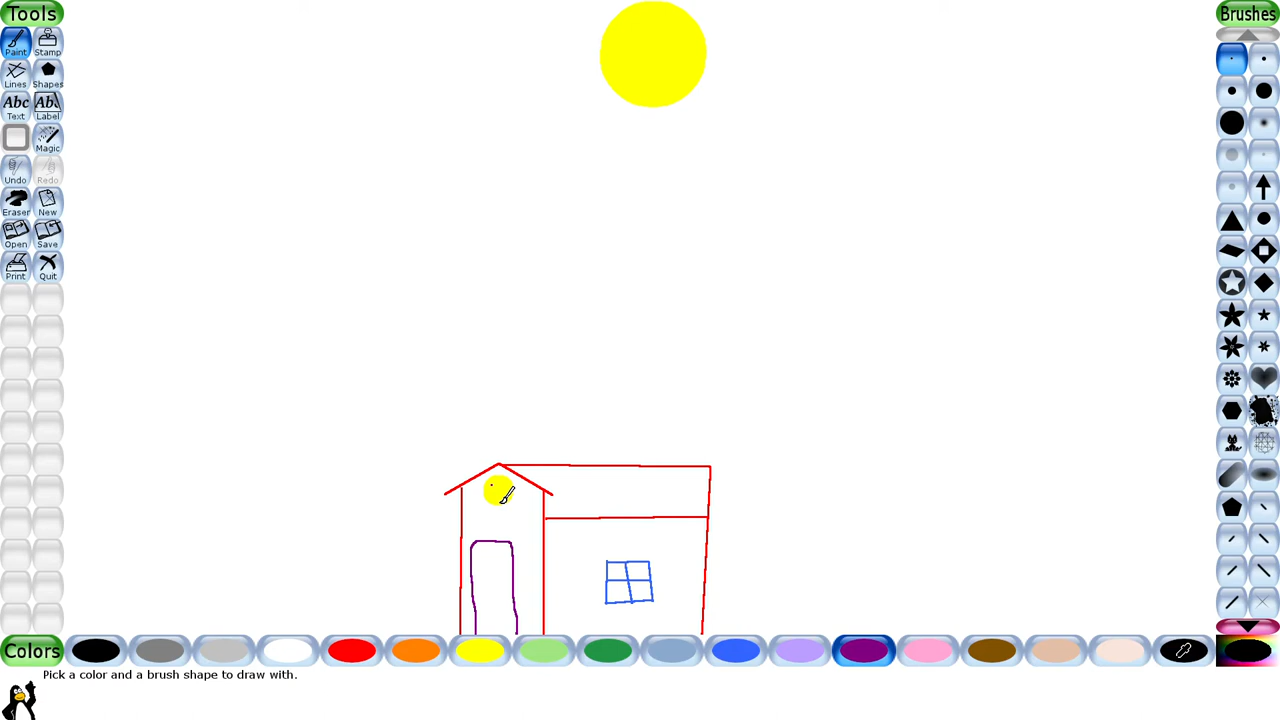 Tools
Brushes
Paint Stamp
Lines Shapes
Abc Abc
Text Label
Magic
Undo Redo
Eraser New
Open Save
Print Quit
Colors
Pick a color and a brush shape to draw with.